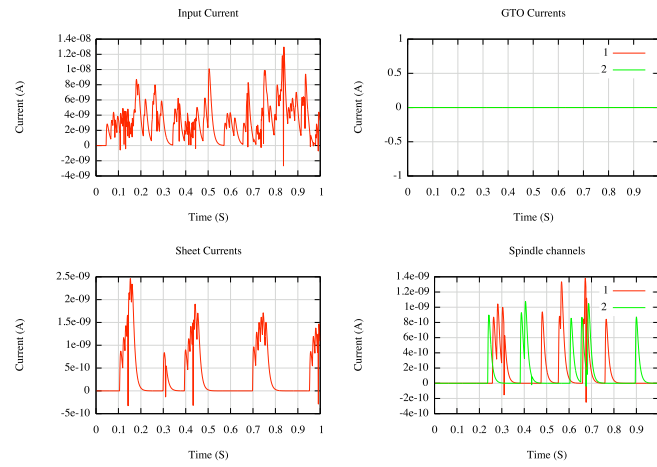 Input Current
Current (A)
1.4e-08
1.2e-08
1e-08
8e-09
6e-09
4e-09
2e-09
0
-2e-09
-4e-09
0 0.1 0.2 0.3 0.4 0.5 0.6 0.7 0.8 0.9 1
Time (S)
GTO Currents
Current (A)
1
0.5
0
-0.5
-1
1
2
0 0.1 0.2 0.3 0.4 0.5 0.6 0.7 0.8 0.9
Time (S)
Sheet Currents
Current (A)
2.5e-09
2e-09
1.5e-09
1e-09
5e-10
0
-5e-10
0 0.1 0.2 0.3 0.4 0.5 0.6 0.7 0.8 0.9 1
Time (S)
Spindle channels
Current (A)
1.4e-09
1.2e-09
1e-09
8e-10
6e-10
4e-10
2e-10
0
-2e-10
-4e-10
1
2
0 0.1 0.2 0.3 0.4 0.5 0.6 0.7 0.8 0.9
Time (S)